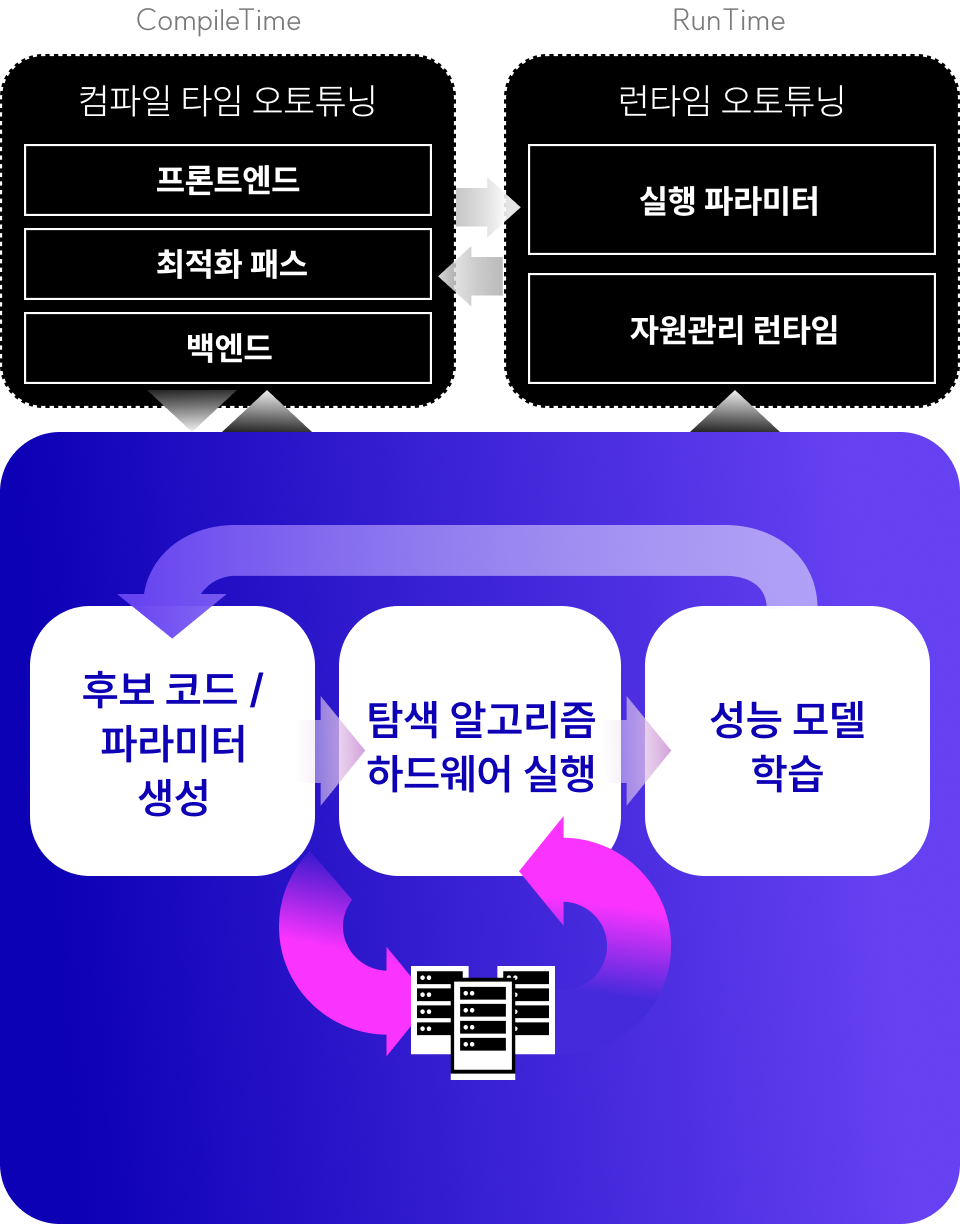 CompileTime
RunTime
컴파일 타임 오토튜닝
프론트엔드
최적화 패스
백엔드
런타임 오토튜닝
실행 파라미터
자원관리 런타임
후보 코드 /
파라미터
생성
탐색 알고리즘
하드웨어 실행
성능 모델
학습